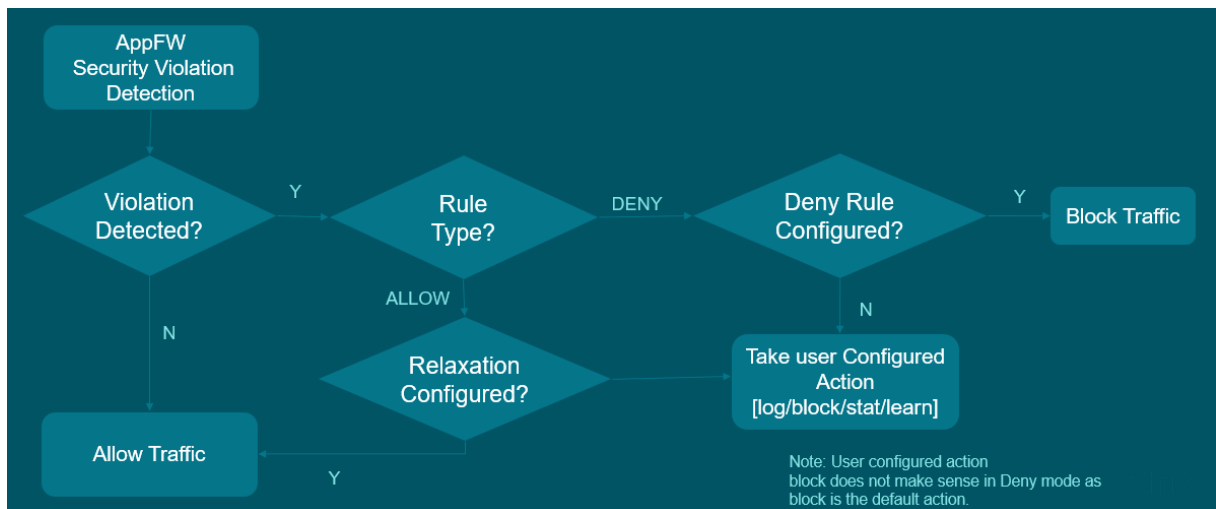 AppFW
Security Violation
Detection
Violation
Detected?
Y
Rule
Type?
DENY
Deny Rule
Configured?
Y
Block Traffic
ALLOW
N
N
Relaxation
Configured?
Take user Configured
Action
[log/block/stat/learn]
Allow Traffic
Y
Note: User configured action
block does not make sense in Deny mode as
block is the default action.